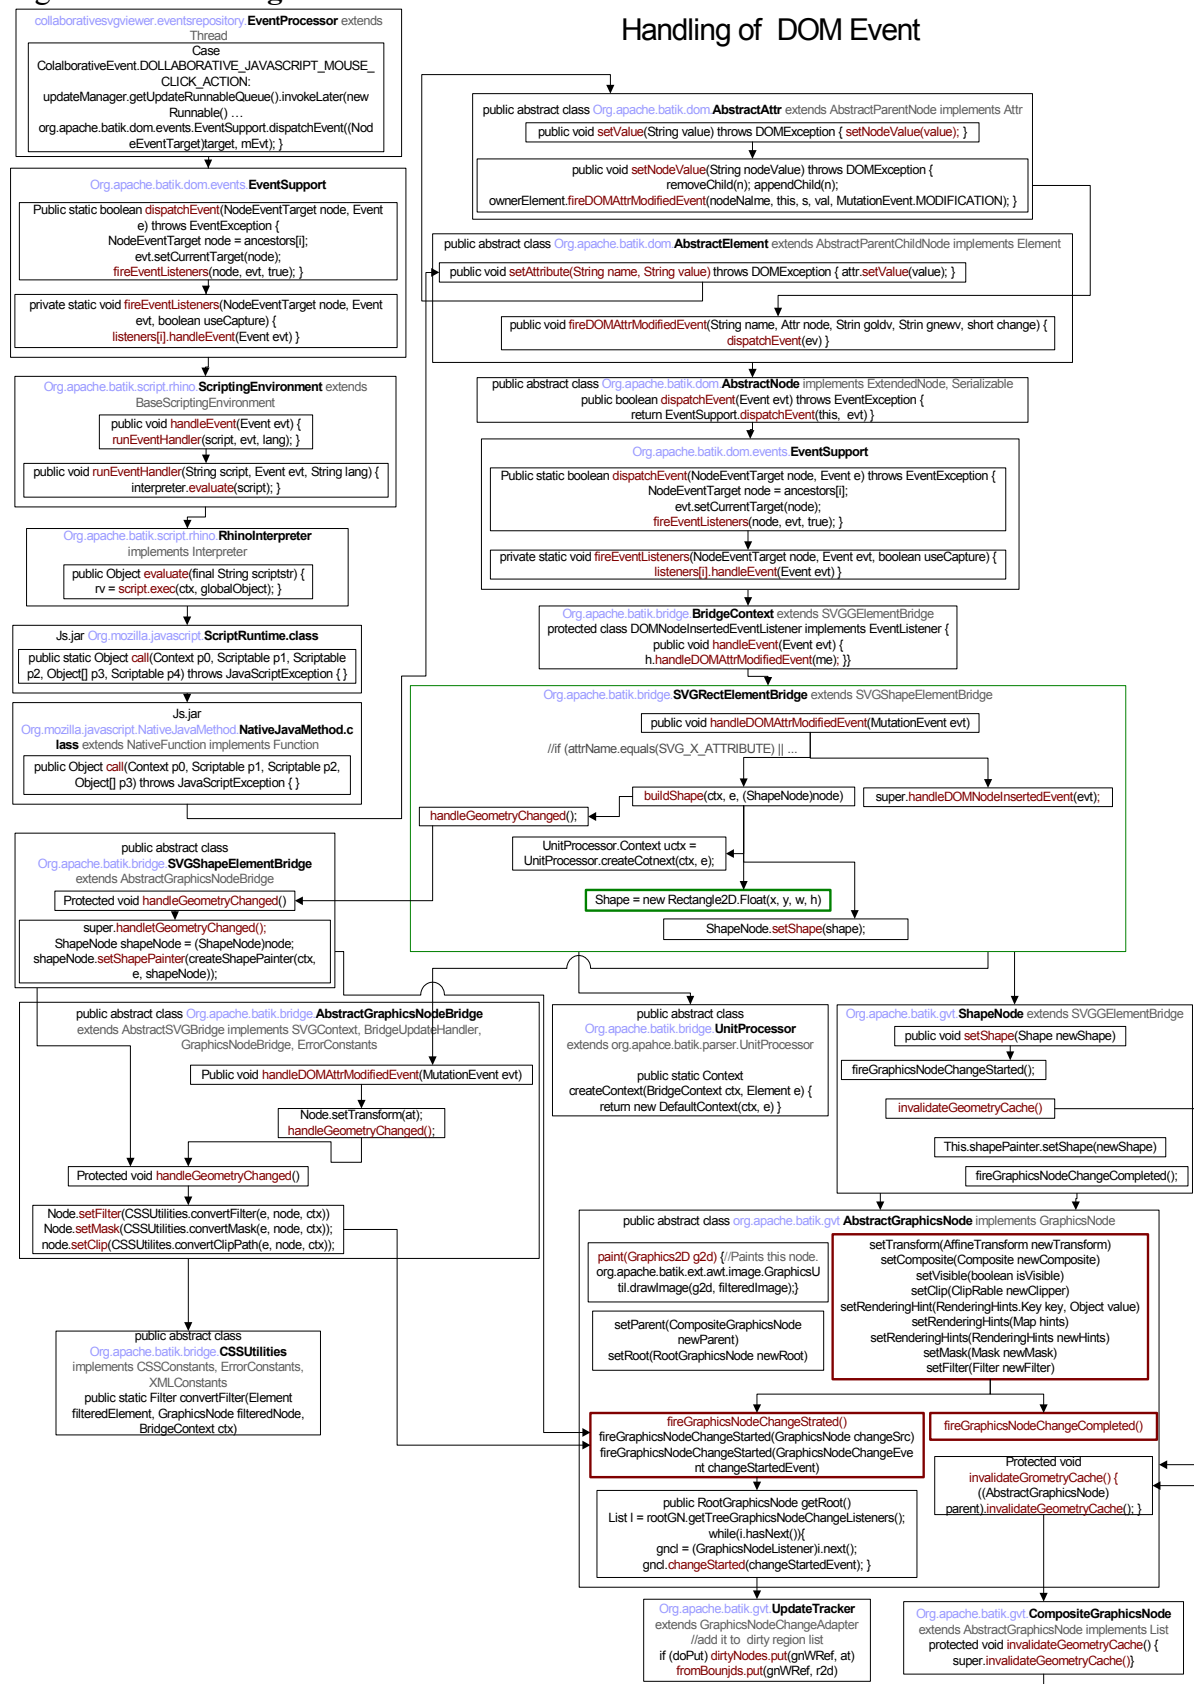 Handling of DOM Event
collaborativesvgviewer.eventsrepository.EventProcessor extends
Thread
Case
ColalborativeEvent.DOLLABORATIVE_JAVASCRIPT_MOUSE_
CLICK_ACTION:
updateManager.getUpdateRunnableQueue().invokeLater(new
Runnable() ...
org.apache.batik.dom.events.EventSupport.dispatchEvent((Nod
eEventTarget)target, mEvt); }
Org.apache.batik.dom.events.EventSupport
Public static boolean dispatchEvent(NodeEventTarget node, Event
e) throws EventException {
NodeEventTarget node = ancestors[i];
evt.setCurrentTarget(node);
fireEventListeners(node, evt, true); }
private static void fireEventListeners(NodeEventTarget node, Event
evt, boolean useCapture) {
listeners[i].handleEvent(Event evt) }
Org.apache.batik.script.rhino.ScriptingEnvironment extends
BaseScriptingEnvironment
public void handleEvent(Event evt) {
runEventHandler(script, evt, lang); }
public void runEventHandler(String script, Event evt, String lang) {
interpreter.evaluate(script); }
Org.apache.batik.script.rhino.RhinoInterpreter
implements Interpreter
public Object evaluate(final String scriptstr) {
rv = script.exec(ctx, globalObject); }
Js.jar Org.mozilla.javascript.ScriptRuntime.class
public static Object call(Context p0, Scriptable p1, Scriptable
p2, Object[] p3, Scriptable p4) throws JavaScriptException { }
Js.jar
Org.mozilla.javascript.NativeJavaMethod.NativeJavaMethod.c
lass extends NativeFunction implements Function
public Object call(Context p0, Scriptable p1, Scriptable p2,
Object[] p3) throws JavaScriptException { }
public abstract class Org.apache.batik.dom.AbstractAttr extends AbstractParentNode implements Attr
public void setValue(String value) throws DOMException { setNodeValue(value); }
public void setNodeValue(String nodeValue) throws DOMException {
removeChild(n); appendChild(n);
ownerElement.fireDOMAttrModifiedEvent(nodeNalme, this, s, val, MutationEvent.MODIFICATION); }
public abstract class Org.apache.batik.dom.AbstractElement extends AbstractParentChildNode implements Element
public void setAttribute(String name, String value) throws DOMException { attr.setValue(value); }
public void fireDOMAttrModifiedEvent(String name, Attr node, Strin goldv, Strin gnewv, short change) {
dispatchEvent(ev) }
public abstract class Org.apache.batik.dom.AbstractNode implements ExtendedNode, Serializable
public boolean dispatchEvent(Event evt) throws EventException {
return EventSupport.dispatchEvent(this, evt) }
Org.apache.batik.dom.events.EventSupport
Public static boolean dispatchEvent(NodeEventTarget node, Event e) throws EventException {
NodeEventTarget node = ancestors[i];
evt.setCurrentTarget(node);
fireEventListeners(node, evt, true); }
private static void fireEventListeners(NodeEventTarget node, Event evt, boolean useCapture) {
listeners[i].handleEvent(Event evt) }
Org.apache.batik.bridge.BridgeContext extends SVGGElementBridge
protected class DOMNodeInsertedEventListener implements EventListener {
public void handleEvent(Event evt) {
h.handleDOMAttrModifiedEvent(me); }}
Org.apache.batik.bridge.SVGRectElementBridge extends SVGShapeElementBridge
public void handleDOMAttrModifiedEvent(MutationEvent evt)
//if (attrName.equals(SVG_X_ATTRIBUTE) || ...
buildShape(ctx, e, (ShapeNode)node)
super.handleDOMNodeInsertedEvent(evt);
handleGeometryChanged();
UnitProcessor.Context uctx =
UnitProcessor.createCotnext(ctx, e);
Shape = new Rectangle2D.Float(x, y, w, h)
ShapeNode.setShape(shape);
public abstract class
Org.apache.batik.bridge.SVGShapeElementBridge
extends AbstractGraphicsNodeBridge
Protected void handleGeometryChanged()
super.handletGeometryChanged();
ShapeNode shapeNode = (ShapeNode)node;
shapeNode.setShapePainter(createShapePainter(ctx,
e, shapeNode));
public abstract class Org.apache.batik.bridge.AbstractGraphicsNodeBridge
extends AbstractSVGBridge implements SVGContext, BridgeUpdateHandler,
GraphicsNodeBridge, ErrorConstants
Public void handleDOMAttrModifiedEvent(MutationEvent evt)
Node.setTransform(at);
handleGeometryChanged();
Protected void handleGeometryChanged()
Node.setFilter(CSSUtilities.convertFilter(e, node, ctx))
Node.setMask(CSSUtilities.convertMask(e, node, ctx));
node.setClip(CSSUtilites.convertClipPath(e, node, ctx));
public abstract class
Org.apache.batik.bridge.UnitProcessor
extends org.apahce.batik.parser.UnitProcessor
public static Context
createContext(BridgeContext ctx, Element e) {
return new DefaultContext(ctx, e) }
Org.apache.batik.gvt.ShapeNode extends SVGGElementBridge
public void setShape(Shape newShape)
fireGraphicsNodeChangeStarted();
invalidateGeometryCache()
This.shapePainter.setShape(newShape)
fireGraphicsNodeChangeCompleted();
public abstract class
Org.apache.batik.bridge.CSSUtilities
implements CSSConstants, ErrorConstants,
XMLConstants
public static Filter convertFilter(Element
filteredElement, GraphicsNode filteredNode,
BridgeContext ctx)
public abstract class org.apache.batik.gvt.AbstractGraphicsNode implements GraphicsNode
paint(Graphics2D g2d) {//Paints this node.
org.apache.batik.ext.awt.image.GraphicsU
til.drawImage(g2d, filteredImage);}
setParent(CompositeGraphicsNode
newParent)
setRoot(RootGraphicsNode newRoot)
setTransform(AffineTransform newTransform)
setComposite(Composite newComposite)
setVisible(boolean isVisible)
setClip(ClipRable newClipper)
setRenderingHint(RenderingHints.Key key, Object value)
setRenderingHints(Map hints)
setRenderingHints(RenderingHints newHints)
setMask(Mask newMask)
setFilter(Filter newFilter)
fireGraphicsNodeChangeStrated()
fireGraphicsNodeChangeStarted(GraphicsNode changeSrc)
fireGraphicsNodeChangeStarted(GraphicsNodeChangeEve
nt changeStartedEvent)
fireGraphicsNodeChangeCompleted()
Protected void
invalidateGrometryCache() {
((AbstractGraphicsNode)
parent).invalidateGeometryCache(); }
public RootGraphicsNode getRoot()
List l = rootGN.getTreeGraphicsNodeChangeListeners();
while(i.hasNext()){
gncl = (GraphicsNodeListener)i.next();
gncl.changeStarted(changeStartedEvent); }
Org.apache.batik.gvt.UpdateTracker
extends GraphicsNodeChangeAdapter
//add it to dirty region list
if (doPut) dirtyNodes.put(gnWRef, at)
fromBounjds.put(gnWRef, r2d)
Org.apache.batik.gvt.CompositeGraphicsNode
extends AbstractGraphicsNode implements List
protected void invalidateGeometryCache() {
super.invalidateGeometryCache()}